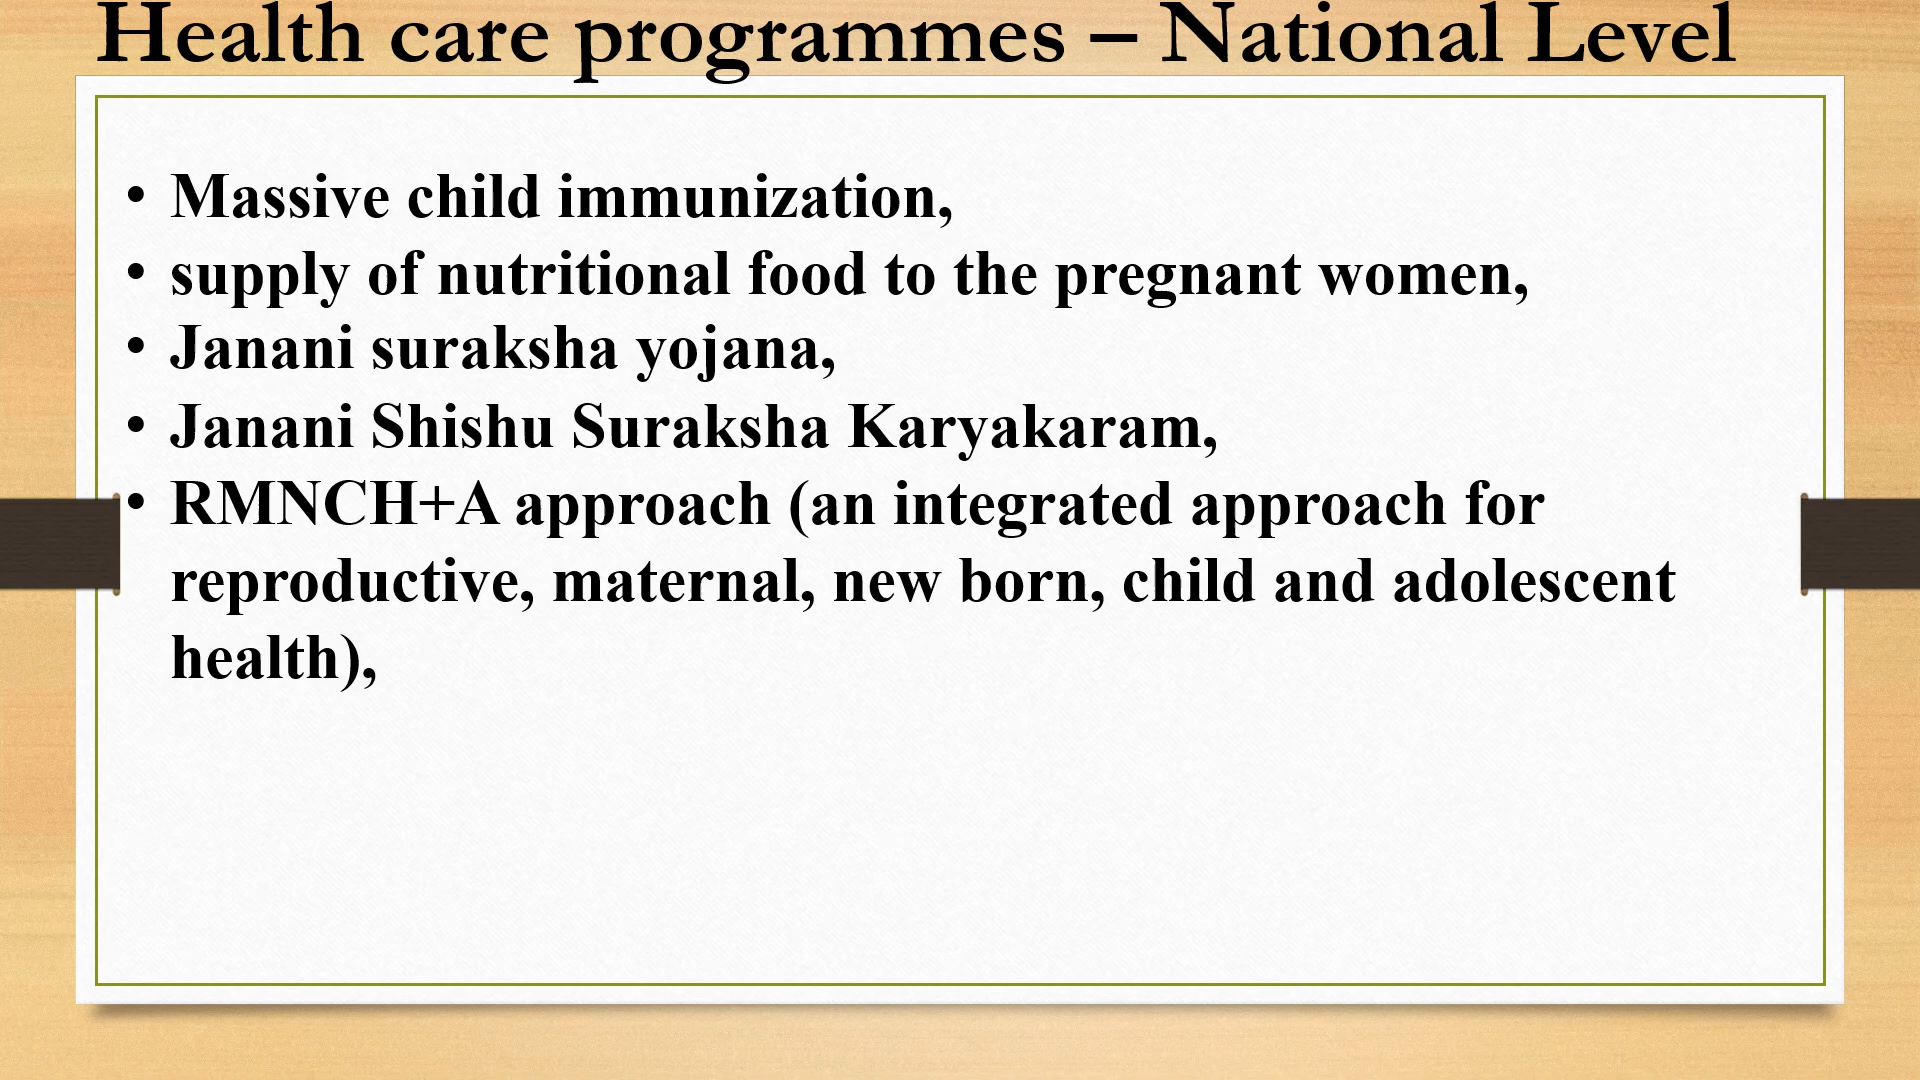 Health care programmes – National Level
• Massive child immunization,
• supply of nutritional food to the pregnant women,
• Janani suraksha yojana,
• Janani Shishu Suraksha Karyakaram,
• RMNCH+A approach (an integrated approach for
reproductive, maternal, new born, child and adolescent
health),